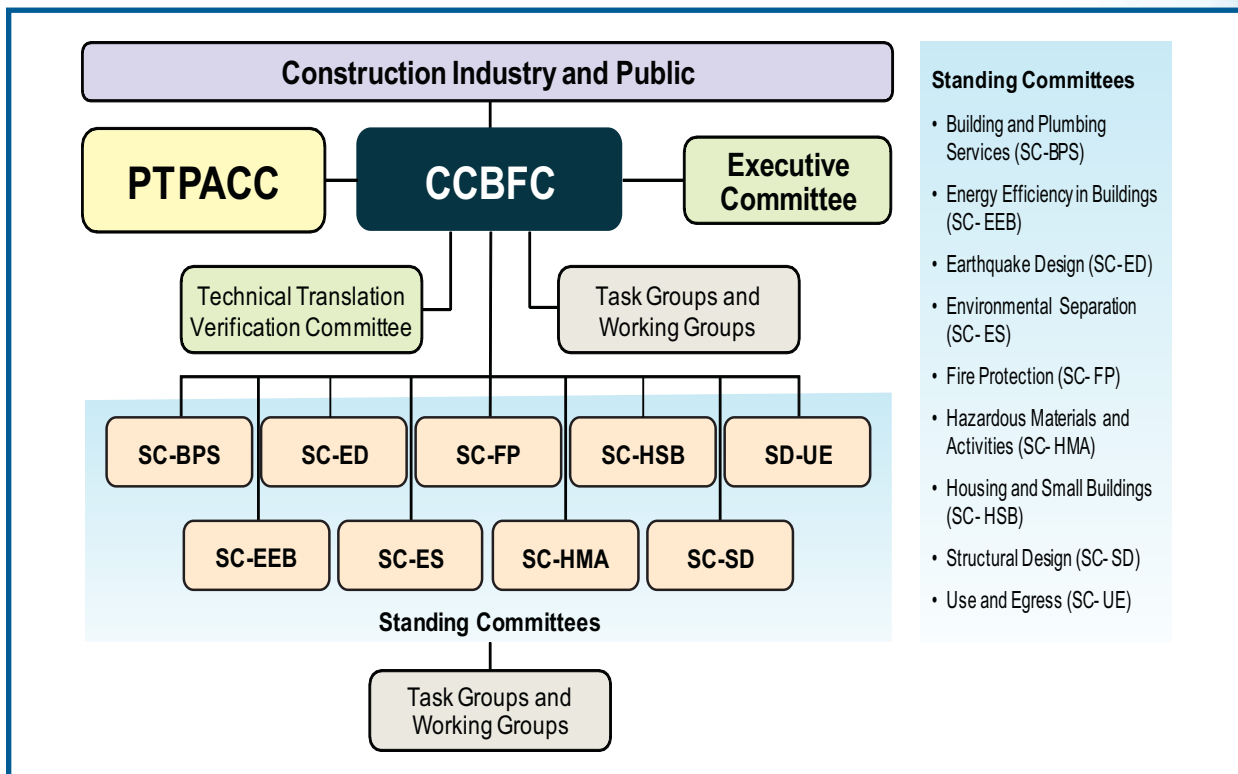 Construction Industry and Public
PTPACC
CCBFC
Executive
Committee
Technical Translation
Verification Committee
Task Groups and
Working Groups
SC-BPS
SC-ED
SC-FP
SC-HSB
SD-UE
SC-EEB
SC-ES
SC-HMA
SC-SD
Standing Committees
Task Groups and
Working Groups
Standing Committees
• Building and Plumbing
Services (SC-BPS)
• Energy Efficiency in Buildings
(SC- EEB)
• Earthquake Design (SC-ED)
• Environmental Separation
(SC- ES)
• Fire Protection (SC- FP)
• Hazardous Materials and
Activities (SC- HMA)
• Housing and Small Buildings
(SC- HSB)
• Structural Design (SC- SD)
• Use and Egress (SC- UE)